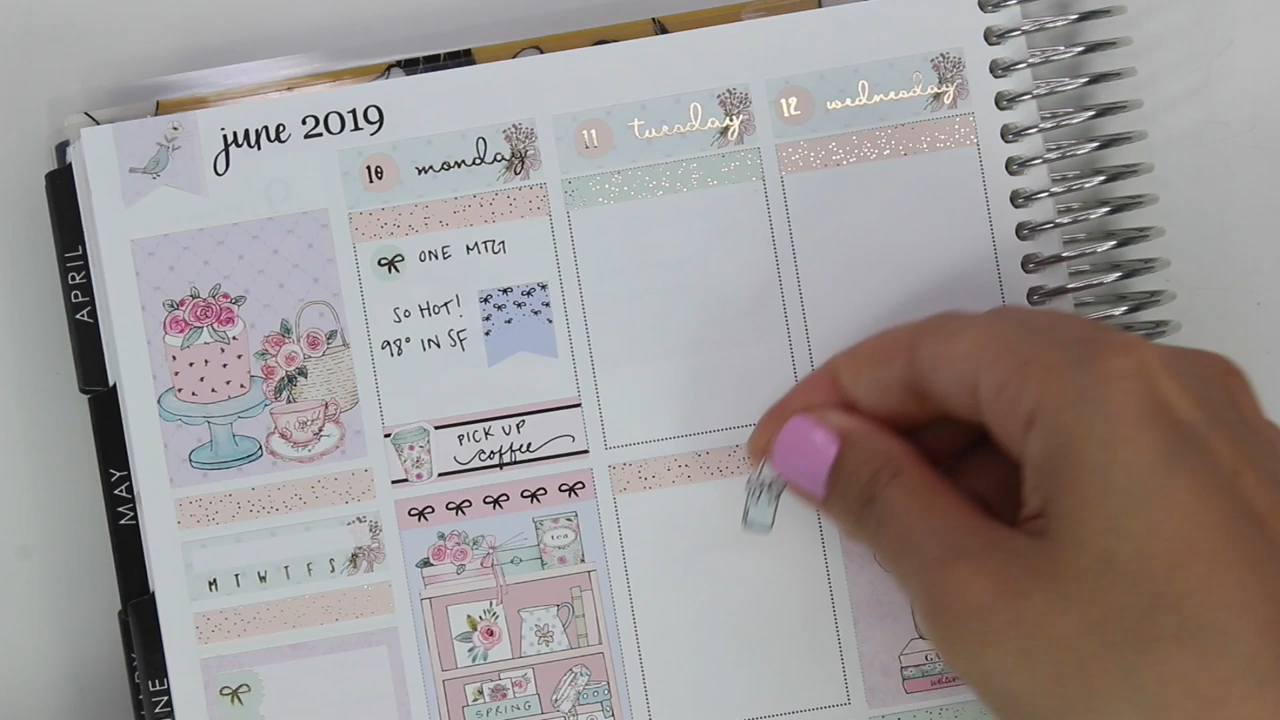 june 2019
10 monday
11 tuesday
12 wednesday
ONE MTG
SO HOT!
98° IN SF
PICK UP
coffee
tea
SPRING
M T W T F S
APRIL
MAY